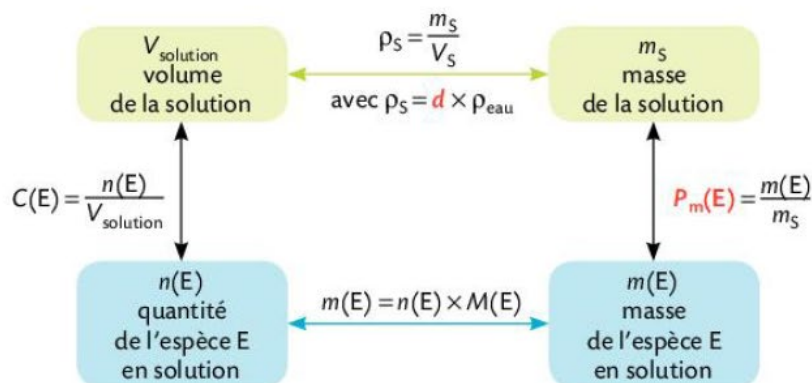 V_solution
volume
de la solution
ρ_S = m_S / V_S
avec ρ_S = d × ρ_eau
m_S
masse
de la solution
C(E) = n(E) / V_solution
P_m(E) = m(E) / m_S
n(E)
quantité
de l'espèce E
en solution
m(E) = n(E) × M(E)
m(E)
masse
de l'espèce E
en solution